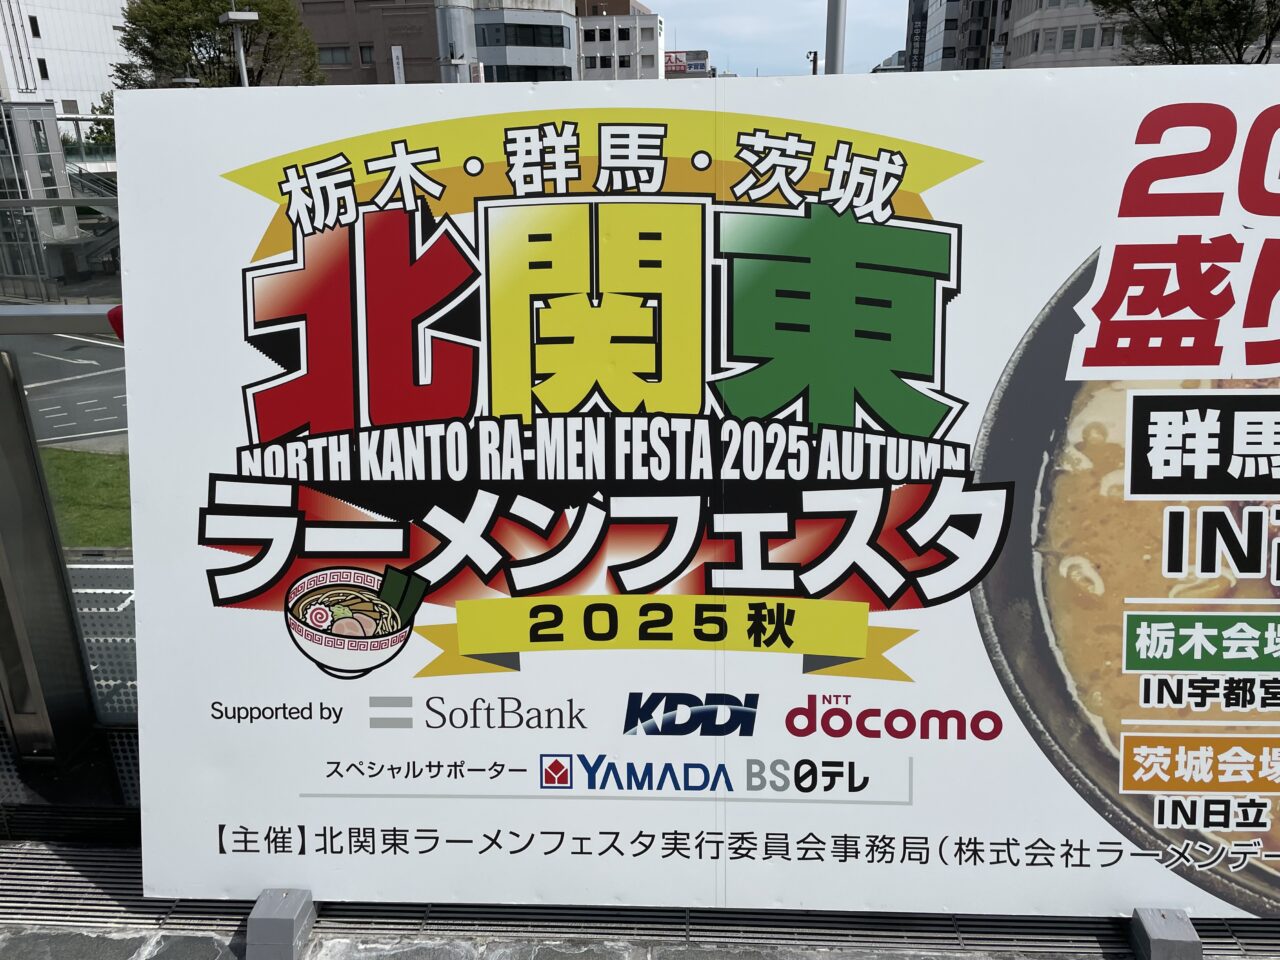 栃木・群馬・茨城
北関東
NORTH KANTO RA-MEN FESTA 2025 AUTUMN
ラーメンフェスタ
2025秋
Supported by SoftBank KDDI NTT docomo
スペシャルサポーター YAMADA BS日テレ
【主催】北関東ラーメンフェスタ実行委員会事務局(株式会社ラーメンデー
20
盛り
群馬
IN
栃木会場
IN宇都宮
茨城会場
IN日立